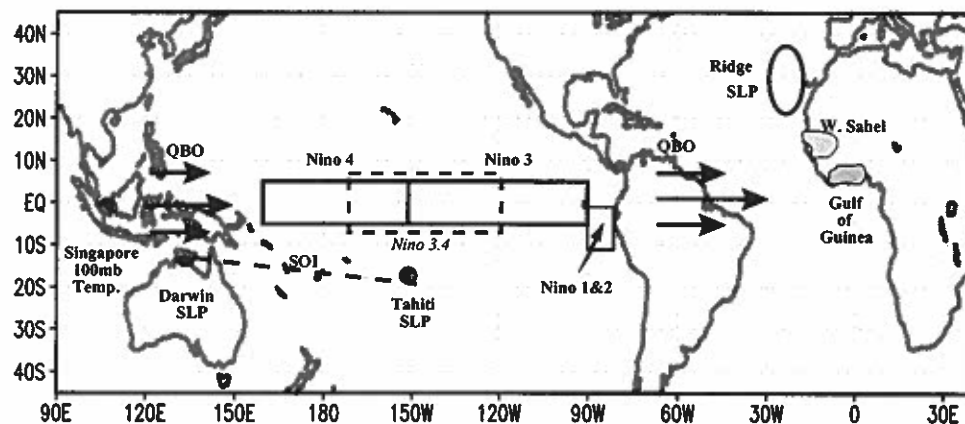 40N
30N
20N
10N
EQ
10S
20S
30S
40S
90E
120E
150E
180
150W
120W
90W
60W
30W
0
30E
QBO
Nino 4
Nino 3
QBO
Ridge
SLP
W. Sahel
Gulf
of
Guinea
Nino 3.4
Singapore
100mb
Temp.
Darwin
SLP
SOI
Tahiti
SLP
Nino 1&2